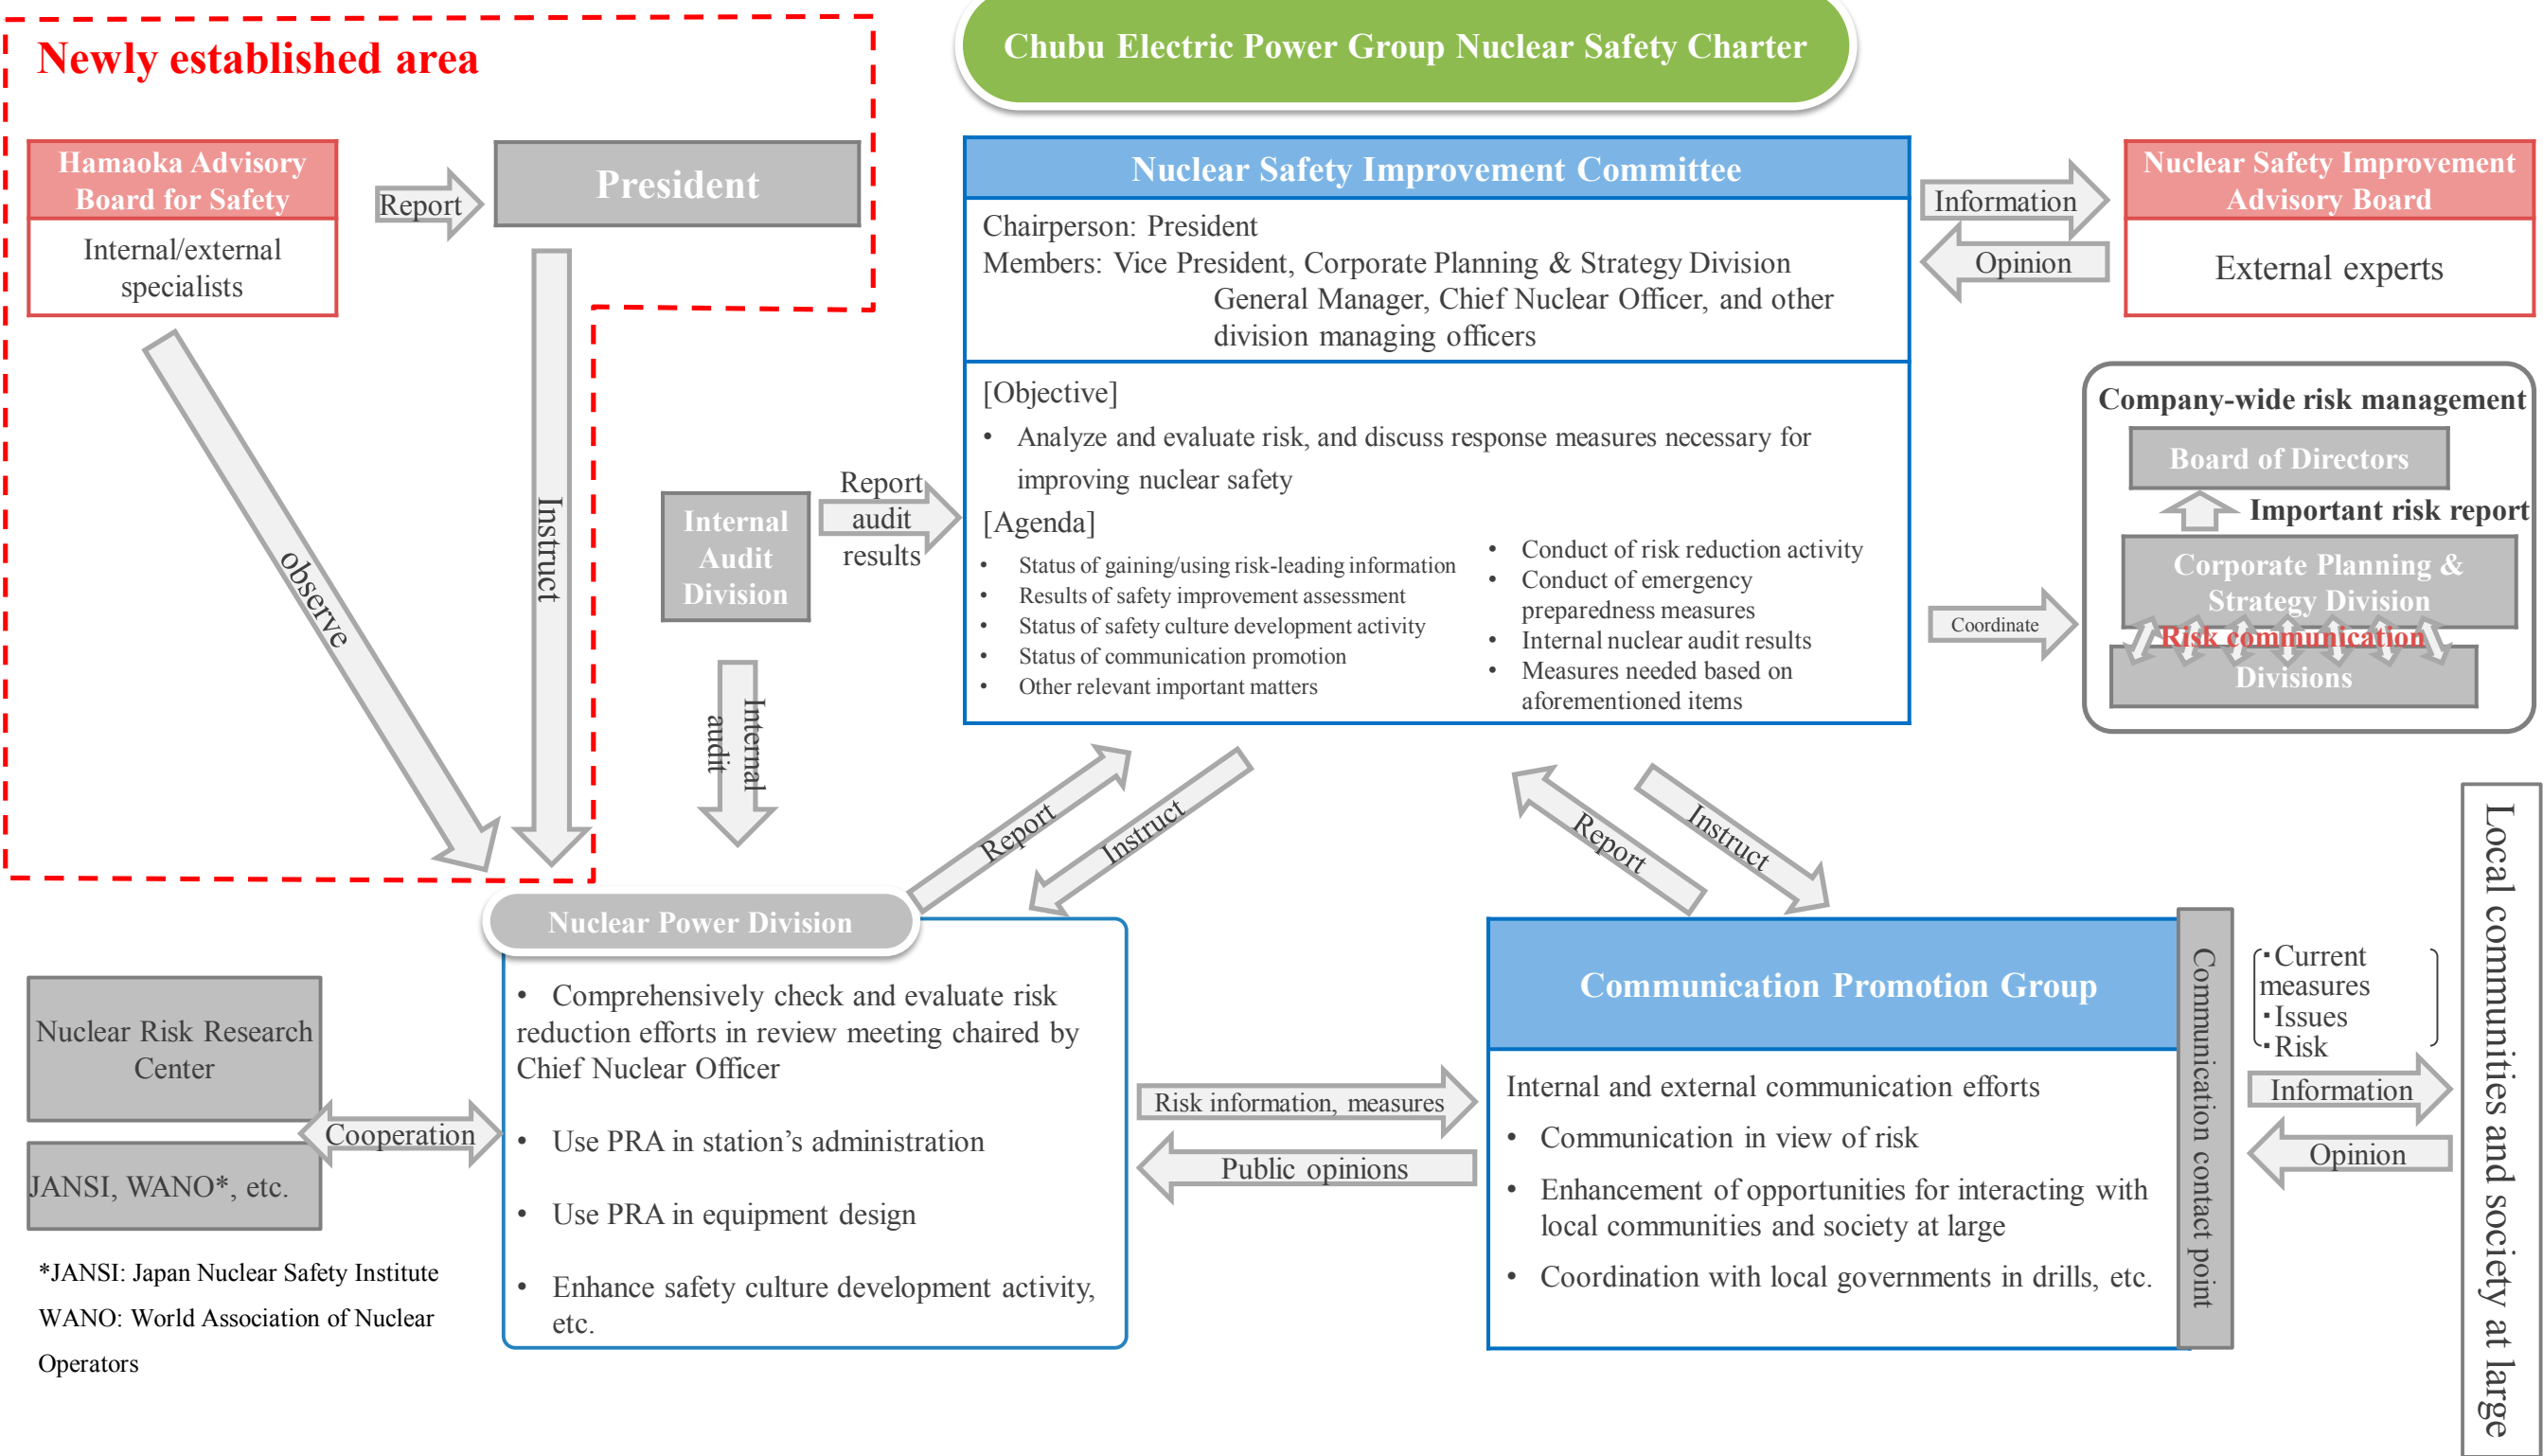 Newly established area
Chubu Electric Power Group Nuclear Safety Charter
Hamaoka Advisory
Board for Safety
Internal/external
specialists
Report
President
observe
Instruct
Nuclear Safety Improvement Committee
Chairperson: President
Members: Vice President, Corporate Planning & Strategy Division
General Manager, Chief Nuclear Officer, and other
division managing officers
[Objective]
• Analyze and evaluate risk, and discuss response measures necessary for
improving nuclear safety
[Agenda]
• Status of gaining/using risk-leading information
• Results of safety improvement assessment
• Status of safety culture development activity
• Status of communication promotion
• Other relevant important matters
• Conduct of risk reduction activity
• Conduct of emergency
preparedness measures
• Internal nuclear audit results
• Measures needed based on
aforementioned items
Information
Opinion
Nuclear Safety Improvement
Advisory Board
External experts
Internal
Audit
Division
Report
audit
results
Internal
audit
Coordinate
Company-wide risk management
Board of Directors
Important risk report
Corporate Planning &
Strategy Division
Risk communication
Divisions
Report
Instruct
Report
Instruct
Nuclear Power Division
• Comprehensively check and evaluate risk
reduction efforts in review meeting chaired by
Chief Nuclear Officer
• Use PRA in station’s administration
• Use PRA in equipment design
• Enhance safety culture development activity,
etc.
Nuclear Risk Research
Center
Cooperation
JANSI, WANO*, etc.
*JANSI: Japan Nuclear Safety Institute
WANO: World Association of Nuclear
Operators
Risk information, measures
Public opinions
Communication Promotion Group
Internal and external communication efforts
• Communication in view of risk
• Enhancement of opportunities for interacting with
local communities and society at large
• Coordination with local governments in drills, etc.
Communication contact point
・Current
measures
・Issues
・Risk
Information
Opinion
Local communities and society at large